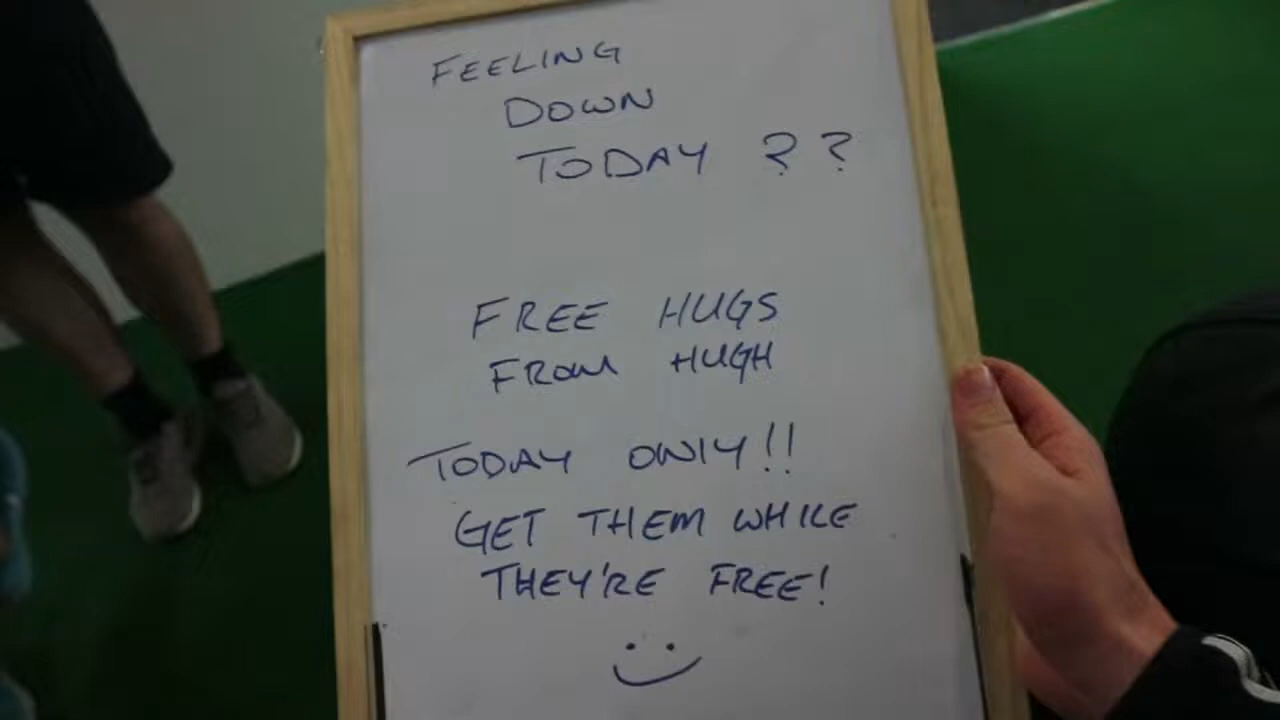 FEELING
DOWN
TODAY ??
FREE HUGS
FROM HUGH
TODAY ONLY!!
GET THEM WHILE
THEY'RE FREE!